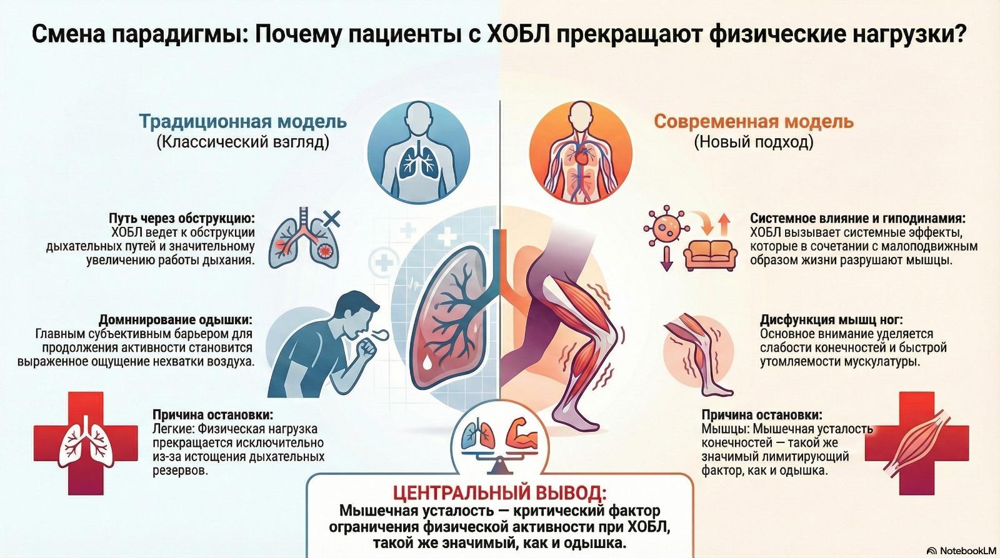 Смена парадигмы: Почему пациенты с ХОБЛ прекращают физические нагрузки?
Традиционная модель
(Классический взгляд)
Путь через обструкцию:
ХОБЛ ведет к обструкции
дыхательных путей и значительному
увеличению работы дыхания.
Домннирование одышки:
Главным субъективным барьером для
продолжения активности становится
выраженное ощущение нехватки воздуха.
Причина остановки:
Легкие: Физическая нагрузка
прекращается исключительно
из-за истощения дыхательных
резервов.
Современная модель
(Новый подход)
Системное влияние и гиподинамия:
ХОБЛ вызывает системные эффекты,
которые в сочетании с малоподвижным
образом жизни разрушают мышцы.
Дисфункция мышц ног:
Основное внимание уделяется
слабости конечностей и быстрой
утомляемости мускулатуры.
Причина остановки:
Мышцы: Мышечная усталость
конечностей — такой же
значимый лимитирующий
фактор, как и одышка.
ЦЕНТРАЛЬНЫЙ ВЫВОД:
Мышечная усталость — критический фактор
ограничения физической активности при ХОБЛ,
такой же значимый, как и одышка.
NotebookLM